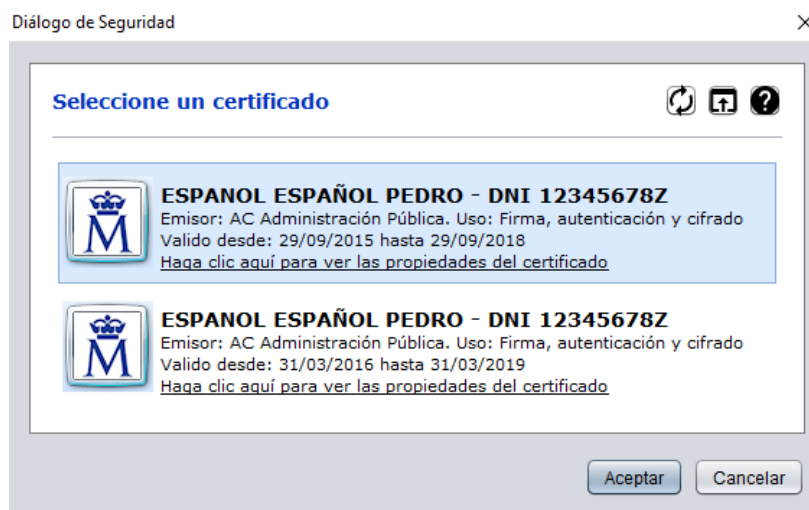 Diálogo de Seguridad
Seleccione un certificado
ESPANOL ESPAÑOL PEDRO - DNI 12345678Z
Emisor: AC Administración Pública. Uso: Firma, autenticación y cifrado
Valido desde: 29/09/2015 hasta 29/09/2018
Haga clic aquí para ver las propiedades del certificado
ESPANOL ESPAÑOL PEDRO - DNI 12345678Z
Emisor: AC Administración Pública. Uso: Firma, autenticación y cifrado
Valido desde: 31/03/2016 hasta 31/03/2019
Haga clic aquí para ver las propiedades del certificado
Aceptar Cancelar